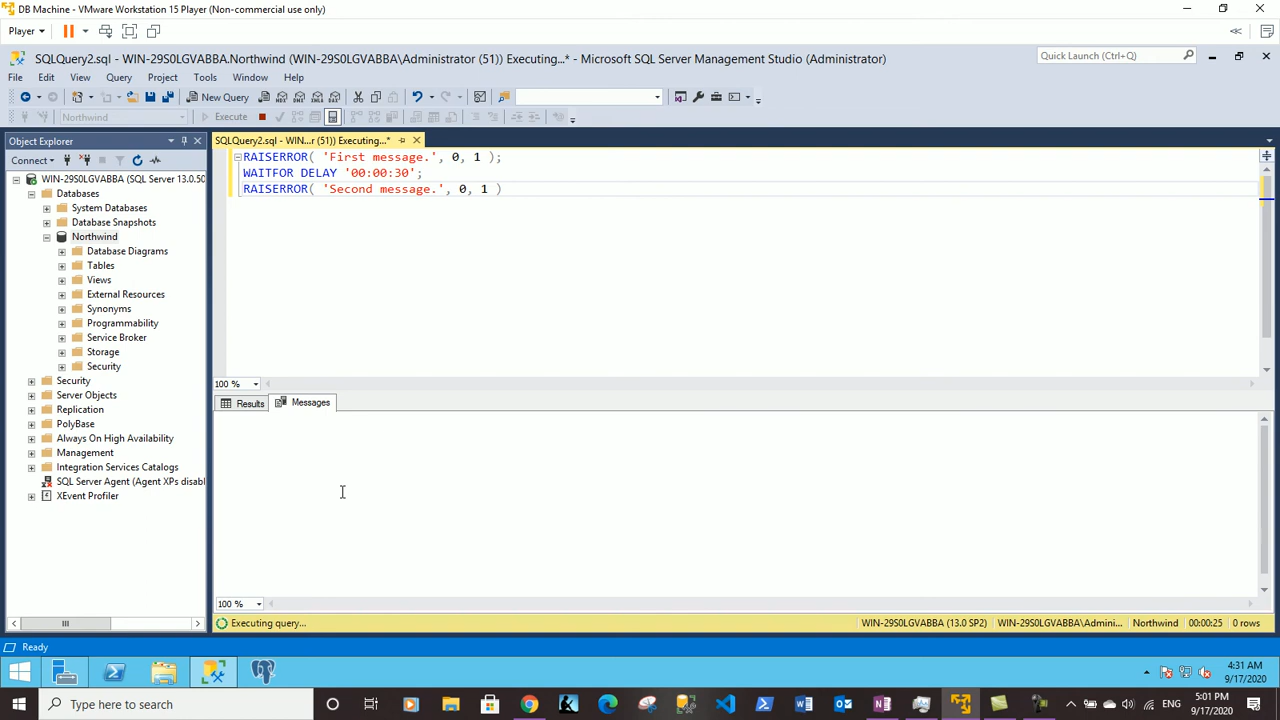 DB Machine - VMware Workstation 15 Player (Non-commercial use only)
Player
SQLQuery2.sql - WIN-29S0LGVABBA.Northwind (WIN-29S0LGVABBA\Administrator (51)) Executing...* - Microsoft SQL Server Management Studio (Administrator)
Quick Launch (Ctrl+Q)
File Edit View Query Project Tools Window Help
New Query
Northwind Execute
Object Explorer
SQLQuery2.sql - WIN...r (51)) Executing...*
Connect
WIN-29S0LGVABBA (SQL Server 13.0.50
Databases
System Databases
Database Snapshots
Northwind
Database Diagrams
Tables
Views
External Resources
Synonyms
Programmability
Service Broker
Storage
Security
Security
Server Objects
Replication
PolyBase
Always On High Availability
Management
Integration Services Catalogs
SQL Server Agent (Agent XPs disabl
XEvent Profiler
RAISERROR( 'First message.', 0, 1 );
WAITFOR DELAY '00:00:30';
RAISERROR( 'Second message.', 0, 1 )
100 %
Results Messages
100 %
Executing query... WIN-29S0LGVABBA (13.0 SP2) WIN-29S0LGVABBA\Admini... Northwind 00:00:25 0 rows
Ready
4:31 AM
9/17/2020
Type here to search
ENG
5:01 PM
9/17/2020